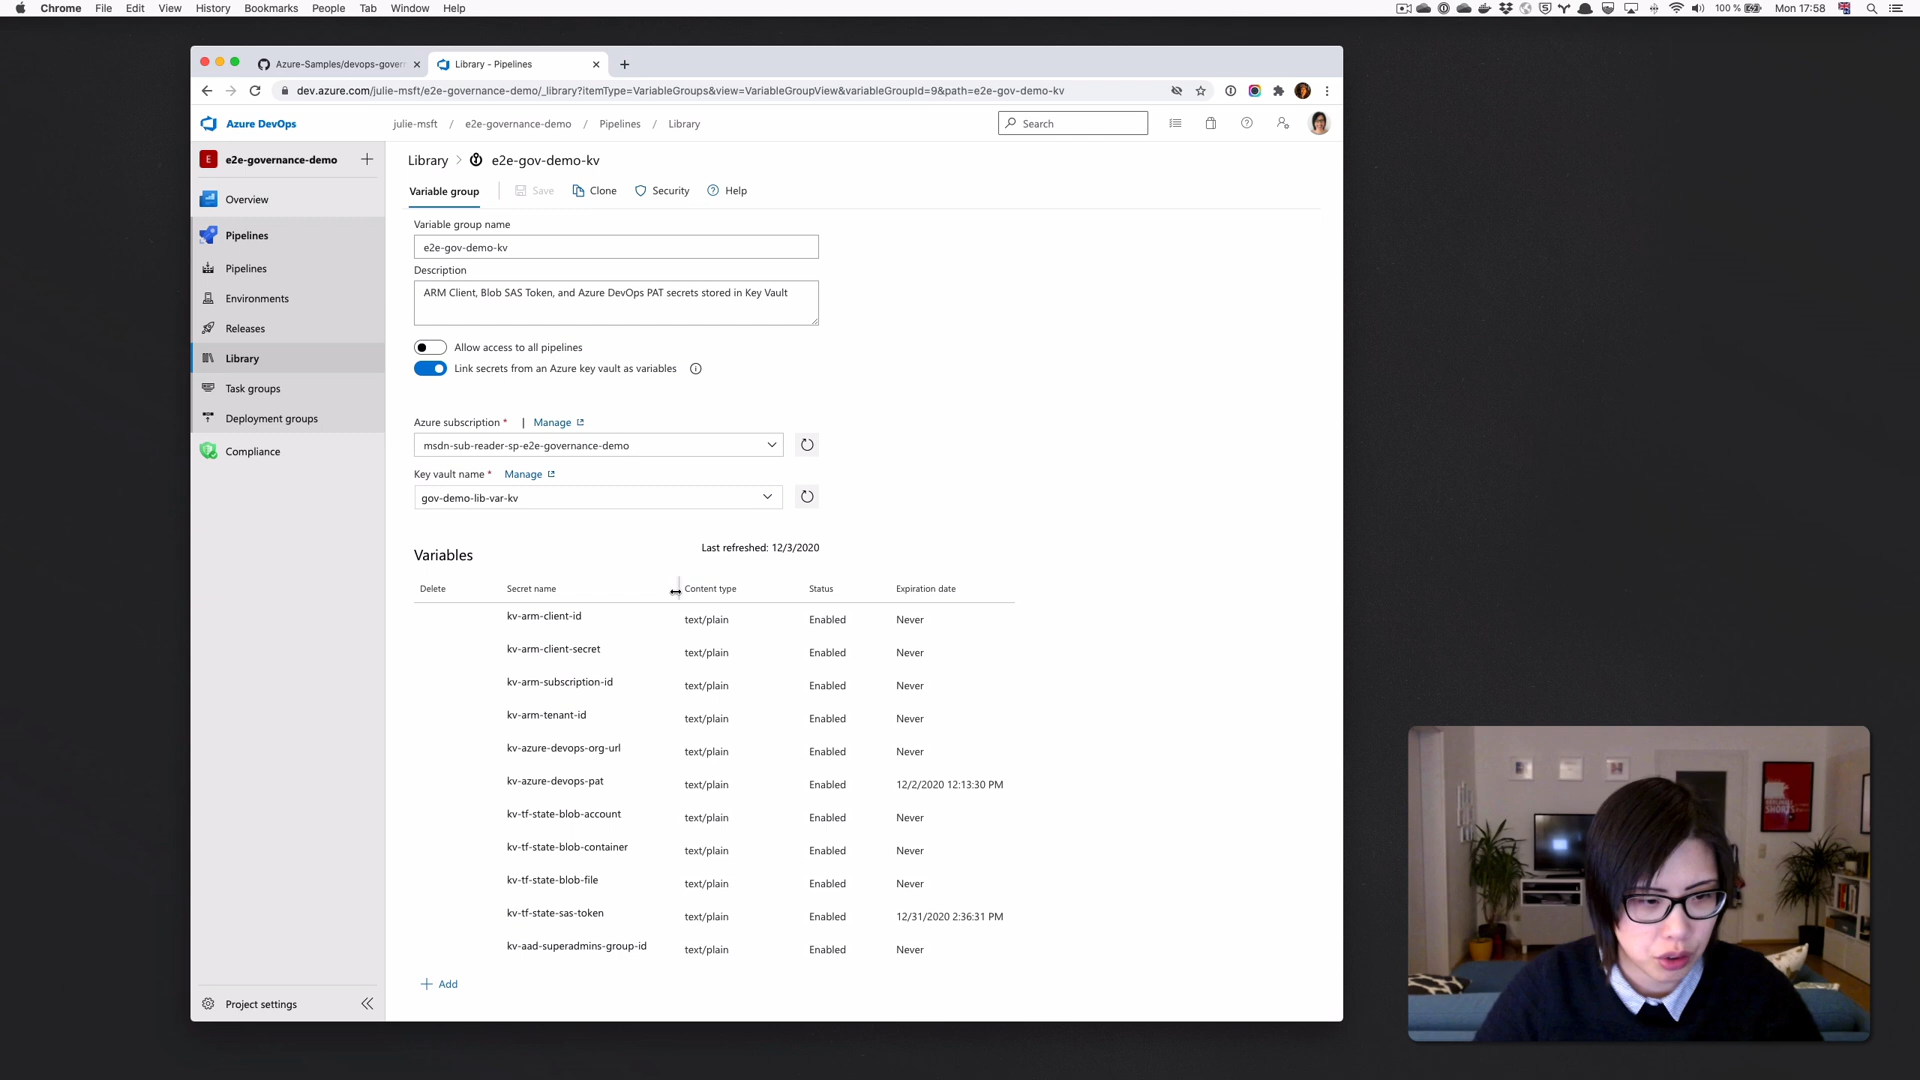 Chrome File Edit View History Bookmarks People Tab Window Help
100 % Mon 17:58
Azure-Samples/devops-gover
Library - Pipelines
dev.azure.com/julie-msft/e2e-governance-demo/_library?itemType=VariableGroups&view=VariableGroupView&variableGroupId=9&path=e2e-gov-demo-kv
Azure DevOps
julie-msft / e2e-governance-demo / Pipelines / Library
Search
E e2e-governance-demo
Overview
Pipelines
Pipelines
Environments
Releases
Library
Task groups
Deployment groups
Compliance
Project settings
Library > e2e-gov-demo-kv
Variable group Save Clone Security Help
Variable group name
e2e-gov-demo-kv
Description
ARM Client, Blob SAS Token, and Azure DevOps PAT secrets stored in Key Vault
Allow access to all pipelines
Link secrets from an Azure key vault as variables
Azure subscription * | Manage
msdn-sub-reader-sp-e2e-governance-demo
Key vault name * Manage
gov-demo-lib-var-kv
Variables
Last refreshed: 12/3/2020
Delete Secret name Content type Status Expiration date
kv-arm-client-id text/plain Enabled Never
kv-arm-client-secret text/plain Enabled Never
kv-arm-subscription-id text/plain Enabled Never
kv-arm-tenant-id text/plain Enabled Never
kv-azure-devops-org-url text/plain Enabled Never
kv-azure-devops-pat text/plain Enabled 12/2/2020 12:13:30 PM
kv-tf-state-blob-account text/plain Enabled Never
kv-tf-state-blob-container text/plain Enabled Never
kv-tf-state-blob-file text/plain Enabled Never
kv-tf-state-sas-token text/plain Enabled 12/31/2020 2:36:31 PM
kv-aad-superadmins-group-id text/plain Enabled Never
+ Add